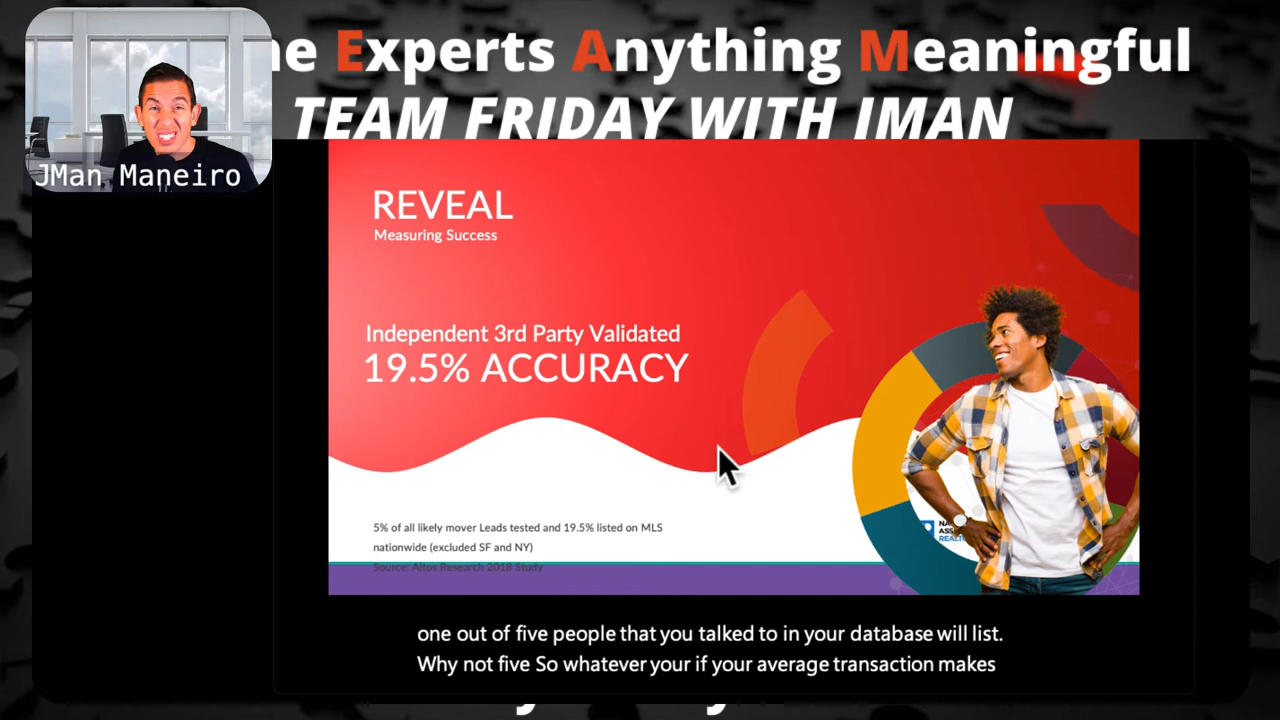 Experts Anything Meaningful
TEAM FRIDAY WITH IMAN
JMan Maneiro
REVEAL
Measuring Success
Independent 3rd Party Validated
19.5% ACCURACY
5% of all likely mover Leads tested and 19.5% listed on MLS
nationwide (excluded SF and NY)
Source: Altos Research 2018 Study
one out of five people that you talked to in your database will list.
Why not five So whatever your if your average transaction makes